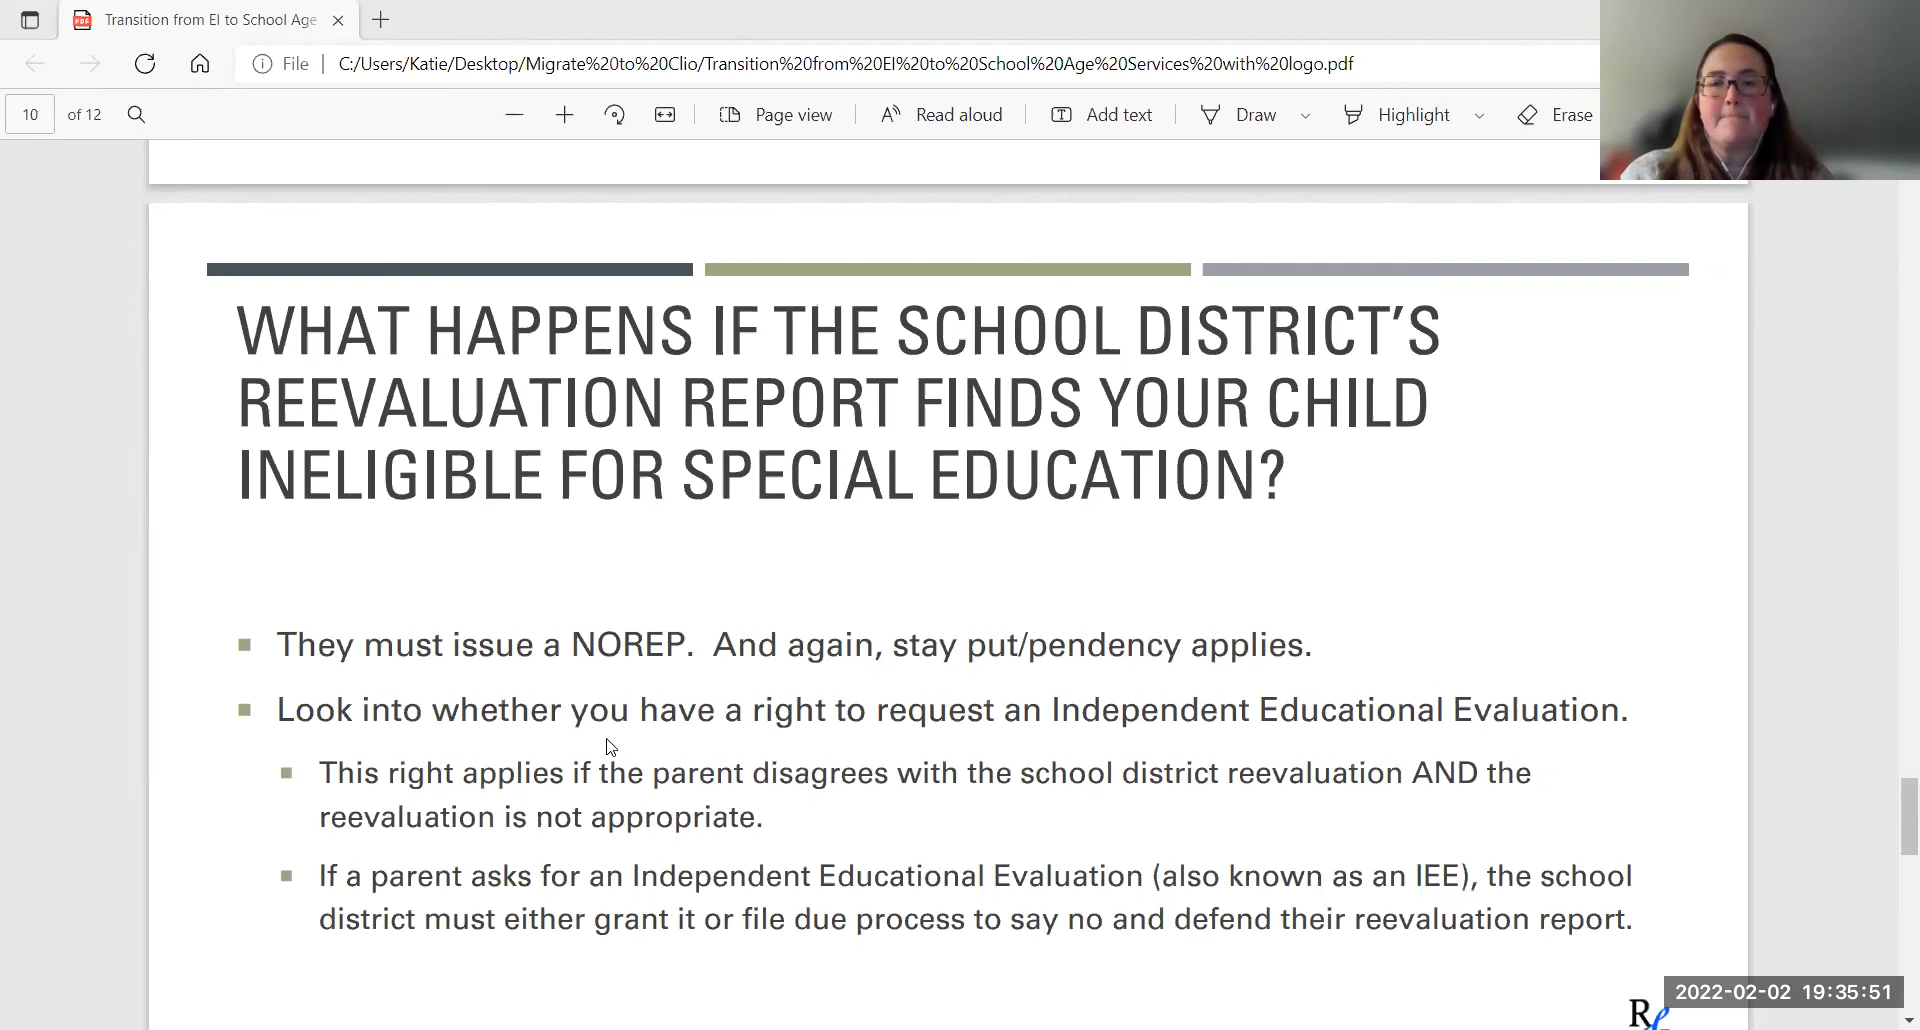 Transition from EI to School Age
File
C:/Users/Katie/Desktop/Migrate%20to%20Clio/Transition%20from%20EI%20to%20School%20Age%20Services%20with%20logo.pdf
10 of 12
Page view
Read aloud
Add text
Draw
Highlight
Erase
WHAT HAPPENS IF THE SCHOOL DISTRICT’S
REEVALUATION REPORT FINDS YOUR CHILD
INELIGIBLE FOR SPECIAL EDUCATION?
They must issue a NOREP.  And again, stay put/pendency applies.
Look into whether you have a right to request an Independent Educational Evaluation.
This right applies if the parent disagrees with the school district reevaluation AND the
reevaluation is not appropriate.
If a parent asks for an Independent Educational Evaluation (also known as an IEE), the school
district must either grant it or file due process to say no and defend their reevaluation report.
2022-02-02 19:35:51